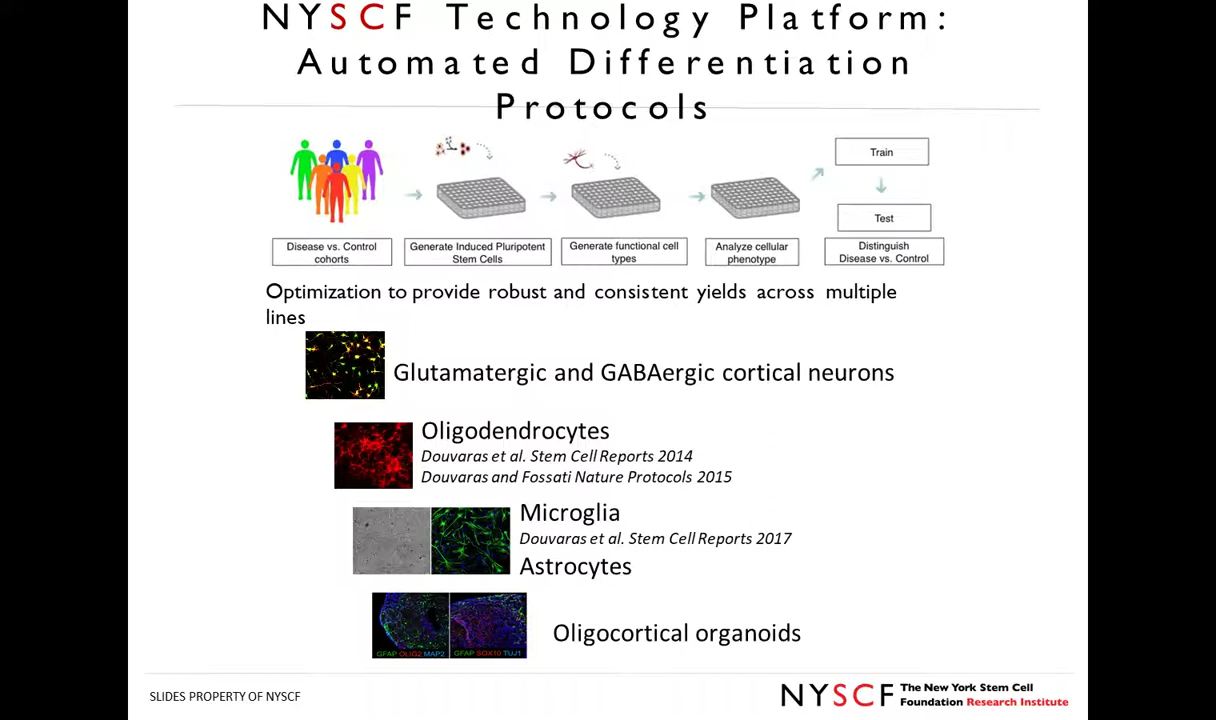 NYSCF Technology Platform:
Automated Differentiation
Protocols
Train
Test
Disease vs. Control
cohorts
Generate Induced Pluripotent
Stem Cells
Generate functional cell
types
Analyze cellular
phenotype
Distinguish
Disease vs. Control
Optimization to provide robust and consistent yields across multiple
lines
Glutamatergic and GABAergic cortical neurons
Oligodendrocytes
Douvaras et al. Stem Cell Reports 2014
Douvaras and Fossati Nature Protocols 2015
Microglia
Douvaras et al. Stem Cell Reports 2017
Astrocytes
Oligocortical organoids
GFAP OLIG2 MAP2
GFAP SOX10 TUJ1
SLIDES PROPERTY OF NYSCF
NYSCF The New York Stem Cell
Foundation Research Institute